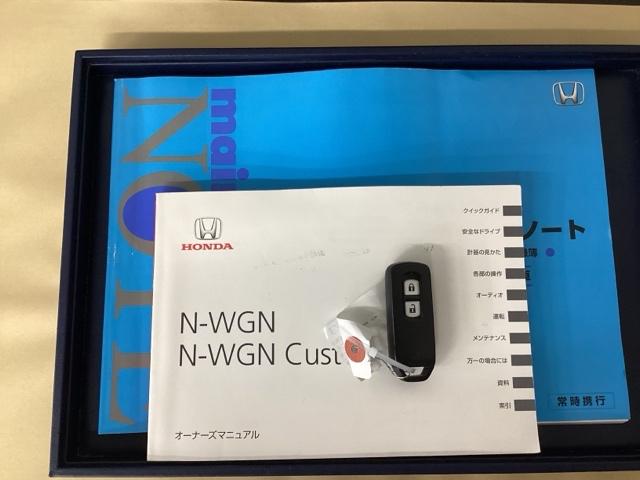 main
NOTE
ノート
簿
常時携行
HONDA
N-WGN
N-WGN Cust
オーナーズマニュアル
クイックガイド
安全なドライブ
計器の見かた
各部の操作
オーディオ
運転
メンテナンス
万一の場合には
資料
索引